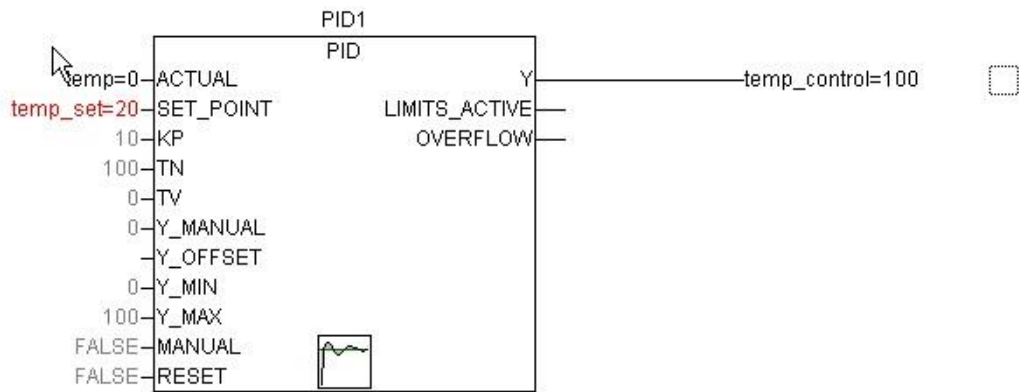 PID1
PID
temp=0 ACTUAL Y temp_control=100
temp_set=20 SET_POINT LIMITS_ACTIVE
10 KP OVERFLOW
100 TN
0 TV
0 Y_MANUAL
Y_OFFSET
0 Y_MIN
100 Y_MAX
FALSE MANUAL
FALSE RESET